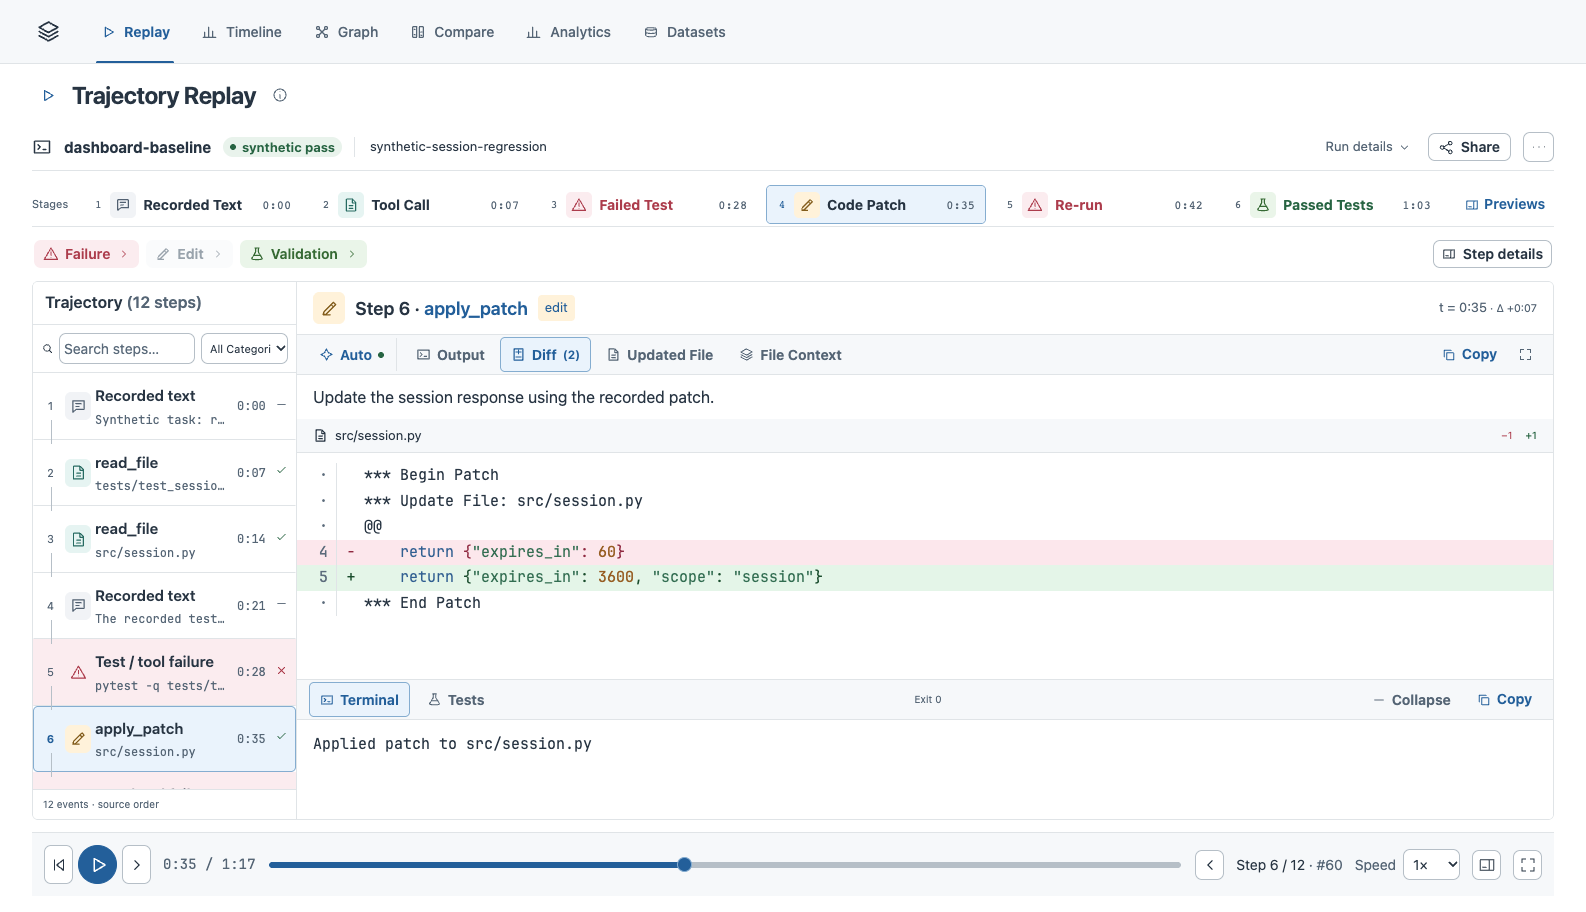 Replay Timeline Graph Compare Analytics Datasets
Trajectory Replay
dashboard-baseline synthetic pass synthetic-session-regression Run details Share
Stages 1 Recorded Text 0:00 2 Tool Call 0:07 3 Failed Test 0:28 4 Code Patch 0:35 5 Re-run 0:42 6 Passed Tests 1:03 Previews
Failure Edit Validation Step details
Trajectory (12 steps)
Search steps... All Categori
1 Recorded text 0:00 —
Synthetic task: r…
2 read_file 0:07
tests/test_sessio…
3 read_file 0:14
src/session.py
4 Recorded text 0:21 —
The recorded test…
5 Test / tool failure 0:28
pytest -q tests/t…
6 apply_patch 0:35
src/session.py
12 events · source order
Step 6 · apply_patch edit t = 0:35 · Δ +0:07
Auto Output Diff (2) Updated File File Context Copy
Update the session response using the recorded patch.
src/session.py −1 +1
· *** Begin Patch
· *** Update File: src/session.py
· @@
4 - return {"expires_in": 60}
5 + return {"expires_in": 3600, "scope": "session"}
· *** End Patch
Terminal Tests Exit 0 — Collapse Copy
Applied patch to src/session.py
0:35 / 1:17 Step 6 / 12 · #60 Speed 1×